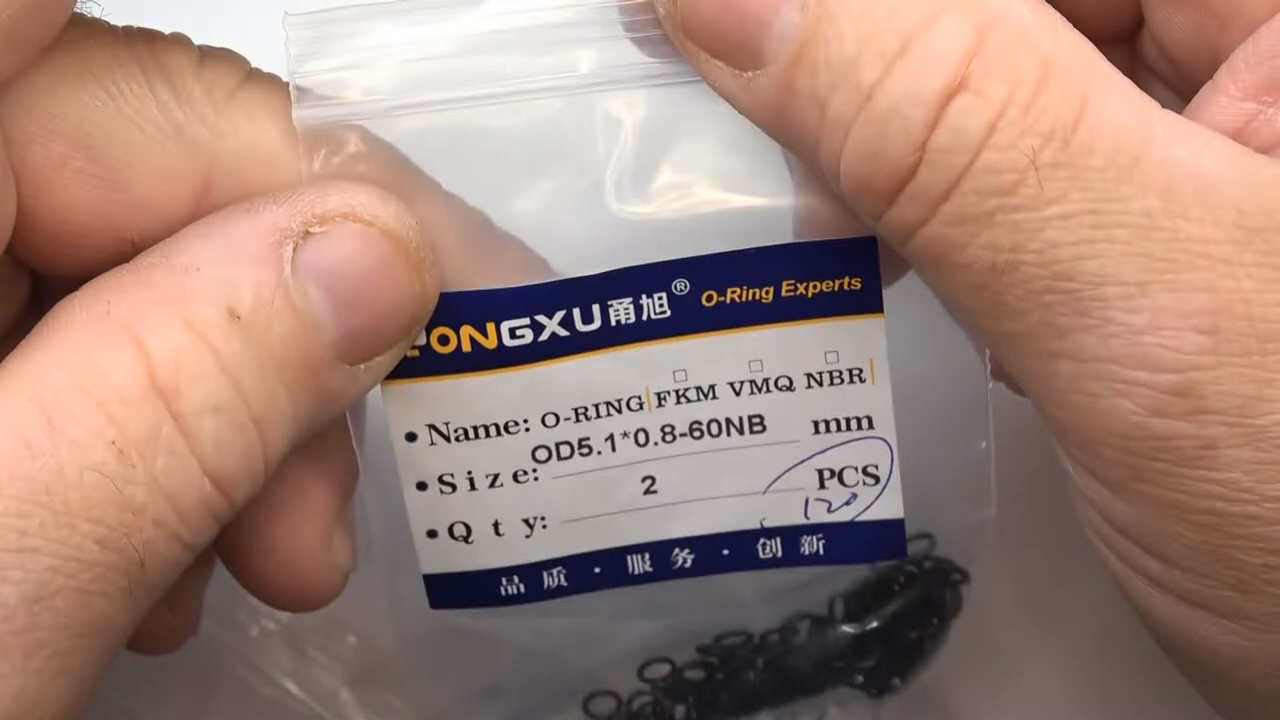 YONGXU甬旭® O-Ring Experts
• Name: O-RING|□FKM □VMQ □NBR|
• Size: OD5.1*0.8-60NB mm
• Qty: 2 PCS
120
品质·服务·创新